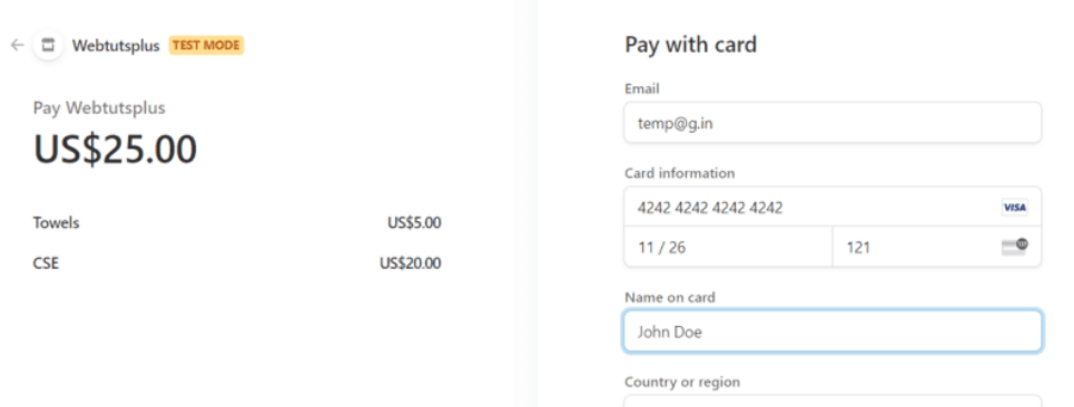 ← Webtutsplus TEST MODE
Pay Webtutsplus
US$25.00
Towels US$5.00
CSE US$20.00
Pay with card
Email
temp@g.in
Card information
4242 4242 4242 4242 VISA
11 / 26 121
Name on card
John Doe
Country or region